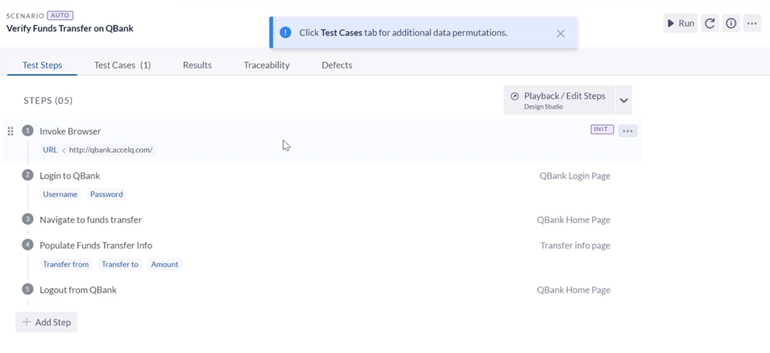 SCENARIO AUTO
Verify Funds Transfer on QBank
Click Test Cases tab for additional data permutations.
Run
Test Steps Test Cases (1) Results Traceability Defects
STEPS (05)
Playback / Edit Steps
Design Studio
1 Invoke Browser INIT
URL < http://qbank.accelq.com/
2 Login to QBank QBank Login Page
Username Password
3 Navigate to funds transfer QBank Home Page
4 Populate Funds Transfer Info Transfer info page
Transfer from Transfer to Amount
5 Logout from QBank QBank Home Page
+ Add Step